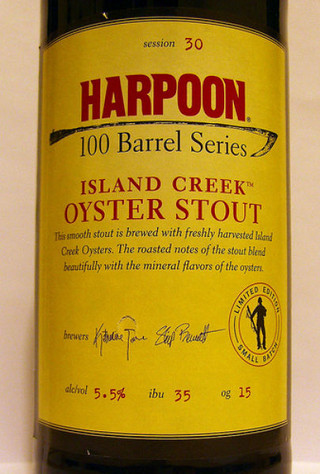 session 30
HARPOON®
100 Barrel Series
ISLAND CREEK™
OYSTER STOUT
This smooth stout is brewed with freshly harvested Island
Creek Oysters. The roasted notes of the stout blend
beautifully with the mineral flavors of the oysters.
LIMITED EDITION
SMALL BATCH
brewers
alc/vol 5.5% ibu 35 og 15